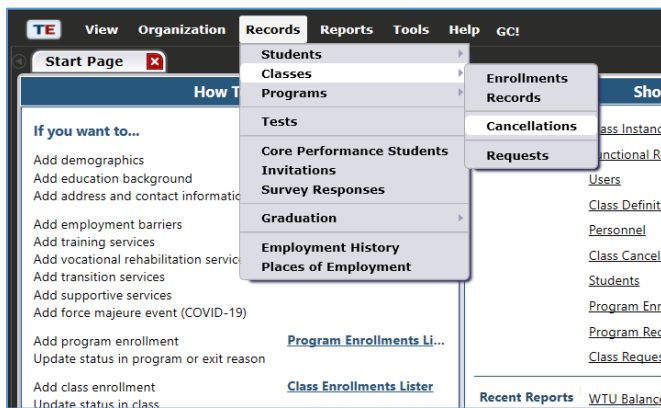 TE View Organization Records Reports Tools Help GC!
Start Page
Students
Classes
Programs
Tests
Core Performance Students
Invitations
Survey Responses
Graduation
Employment History
Places of Employment
Enrollments
Records
Cancellations
Requests
How T
Sho
If you want to...
Add demographics
Add education background
Add address and contact informatio
Add employment barriers
Add training services
Add vocational rehabilitation servic
Add transition services
Add supportive services
Add force majeure event (COVID-19)
Add program enrollment Program Enrollments Li...
Update status in program or exit reason
Add class enrollment Class Enrollments Lister
Update status in class
ass Instanc
nctional R
Users
Class Definit
Personnel
Class Cancel
Students
Program Enr
Program Rec
Class Reques
Recent Reports WTU Balance